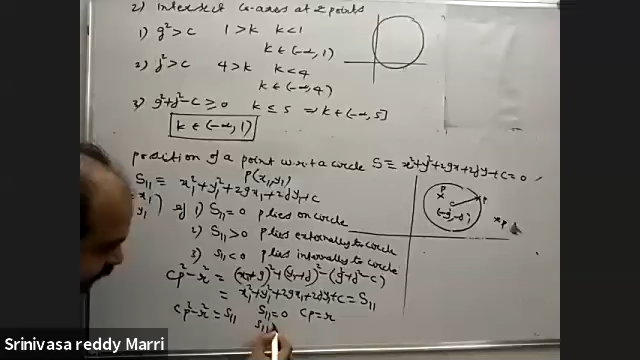 2) intersect co-axes at 2 points
1) g²>c 1>k k<1
k∈(-∞,1)
2) f²>c 4>k k<4
k∈(-∞,4)
3) g²+f²-c≥0 k≤5 ⇒ k∈(-∞,5]
k∈(-∞,1)
position of a point w.r.t a circle S≡x²+y²+2gx+2fy+c=0
P(x₁,y₁)
S₁₁≡ x₁²+y₁²+2gx₁+2fy₁+c
if 1) S₁₁=0 p lies on circle
2) S₁₁>0 p lies externally to circle
3) S₁₁<0 p lies internally to circle
CP²-r² = (x₁+g)²+(y₁+f)²-(g²+f²-c)
= x₁²+y₁²+2gx₁+2fy₁+c=S₁₁
CP²-r²=S₁₁ S₁₁=0 CP=r
S₁₁
P
P
(-g,-f)
P
Srinivasa reddy Marri